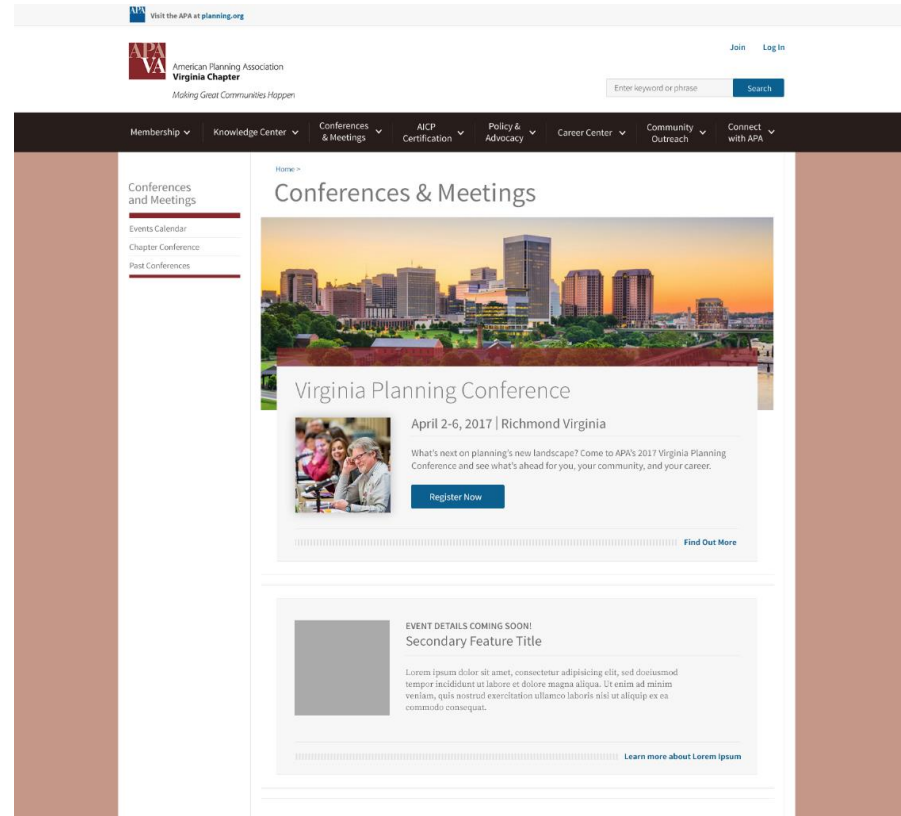 APA
Visit the APA at planning.org
APA
VA
American Planning Association
Virginia Chapter
Making Great Communities Happen
Join Log In
Enter keyword or phrase
Search
Membership
Knowledge Center
Conferences
& Meetings
AICP
Certification
Policy &
Advocacy
Career Center
Community
Outreach
Connect
with APA
Conferences
and Meetings
Events Calendar
Chapter Conference
Past Conferences
Home >
Conferences & Meetings
Virginia Planning Conference
April 2-6, 2017 | Richmond Virginia
What's next on planning's new landscape? Come to APA's 2017 Virginia Planning
Conference and see what's ahead for you, your community, and your career.
Register Now
Find Out More
EVENT DETAILS COMING SOON!
Secondary Feature Title
Lorem ipsum dolor sit amet, consectetur adipisicing elit, sed doeiusmod
tempor incididunt ut labore et dolore magna aliqua. Ut enim ad minim
veniam, quis nostrud exercitation ullamco laboris nisi ut aliquip ex ea
commodo consequat.
Learn more about Lorem Ipsum